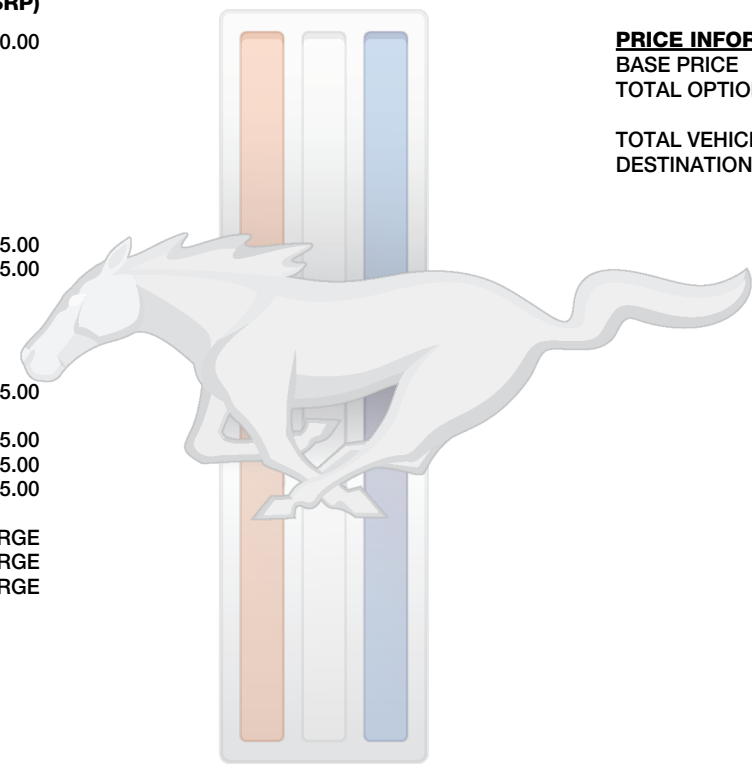 SRP)
0.00
5.00
5.00
5.00
5.00
5.00
5.00
RGE
RGE
RGE
PRICE INFOR
BASE PRICE
TOTAL OPTIO
TOTAL VEHIC
DESTINATION